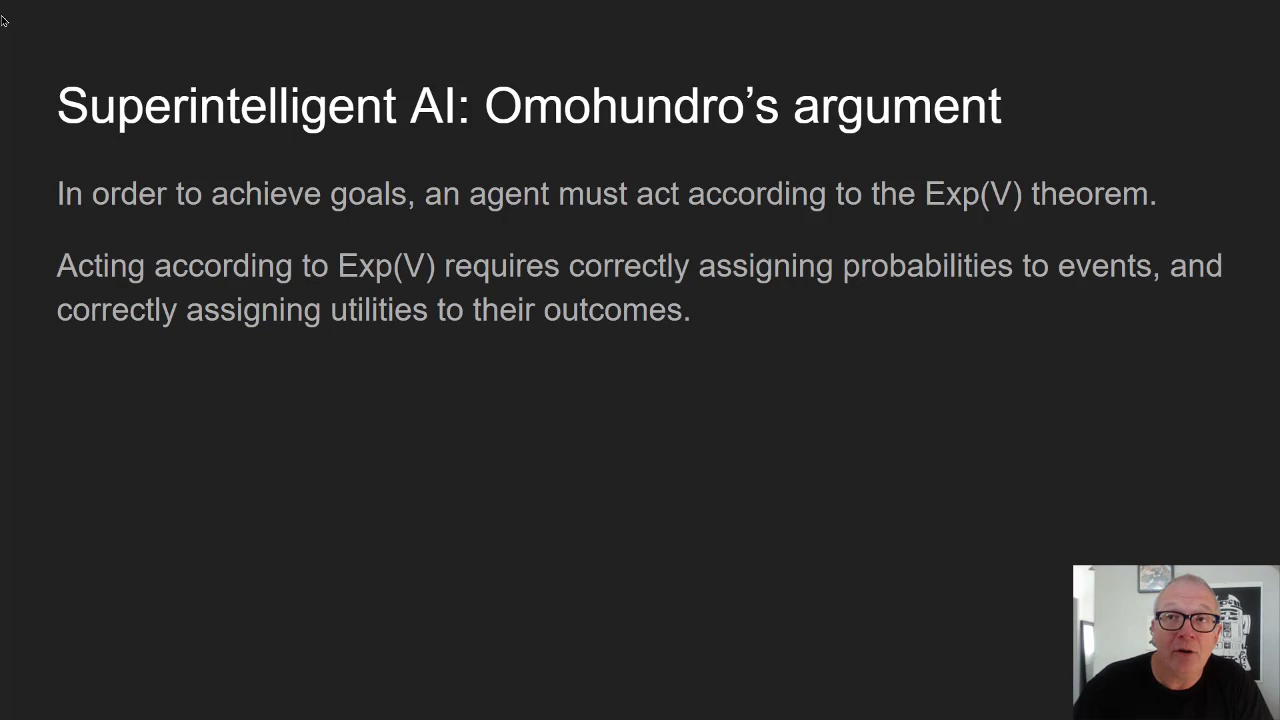 Superintelligent AI: Omohundro’s argument
In order to achieve goals, an agent must act according to the Exp(V) theorem.
Acting according to Exp(V) requires correctly assigning probabilities to events, and
correctly assigning utilities to their outcomes.